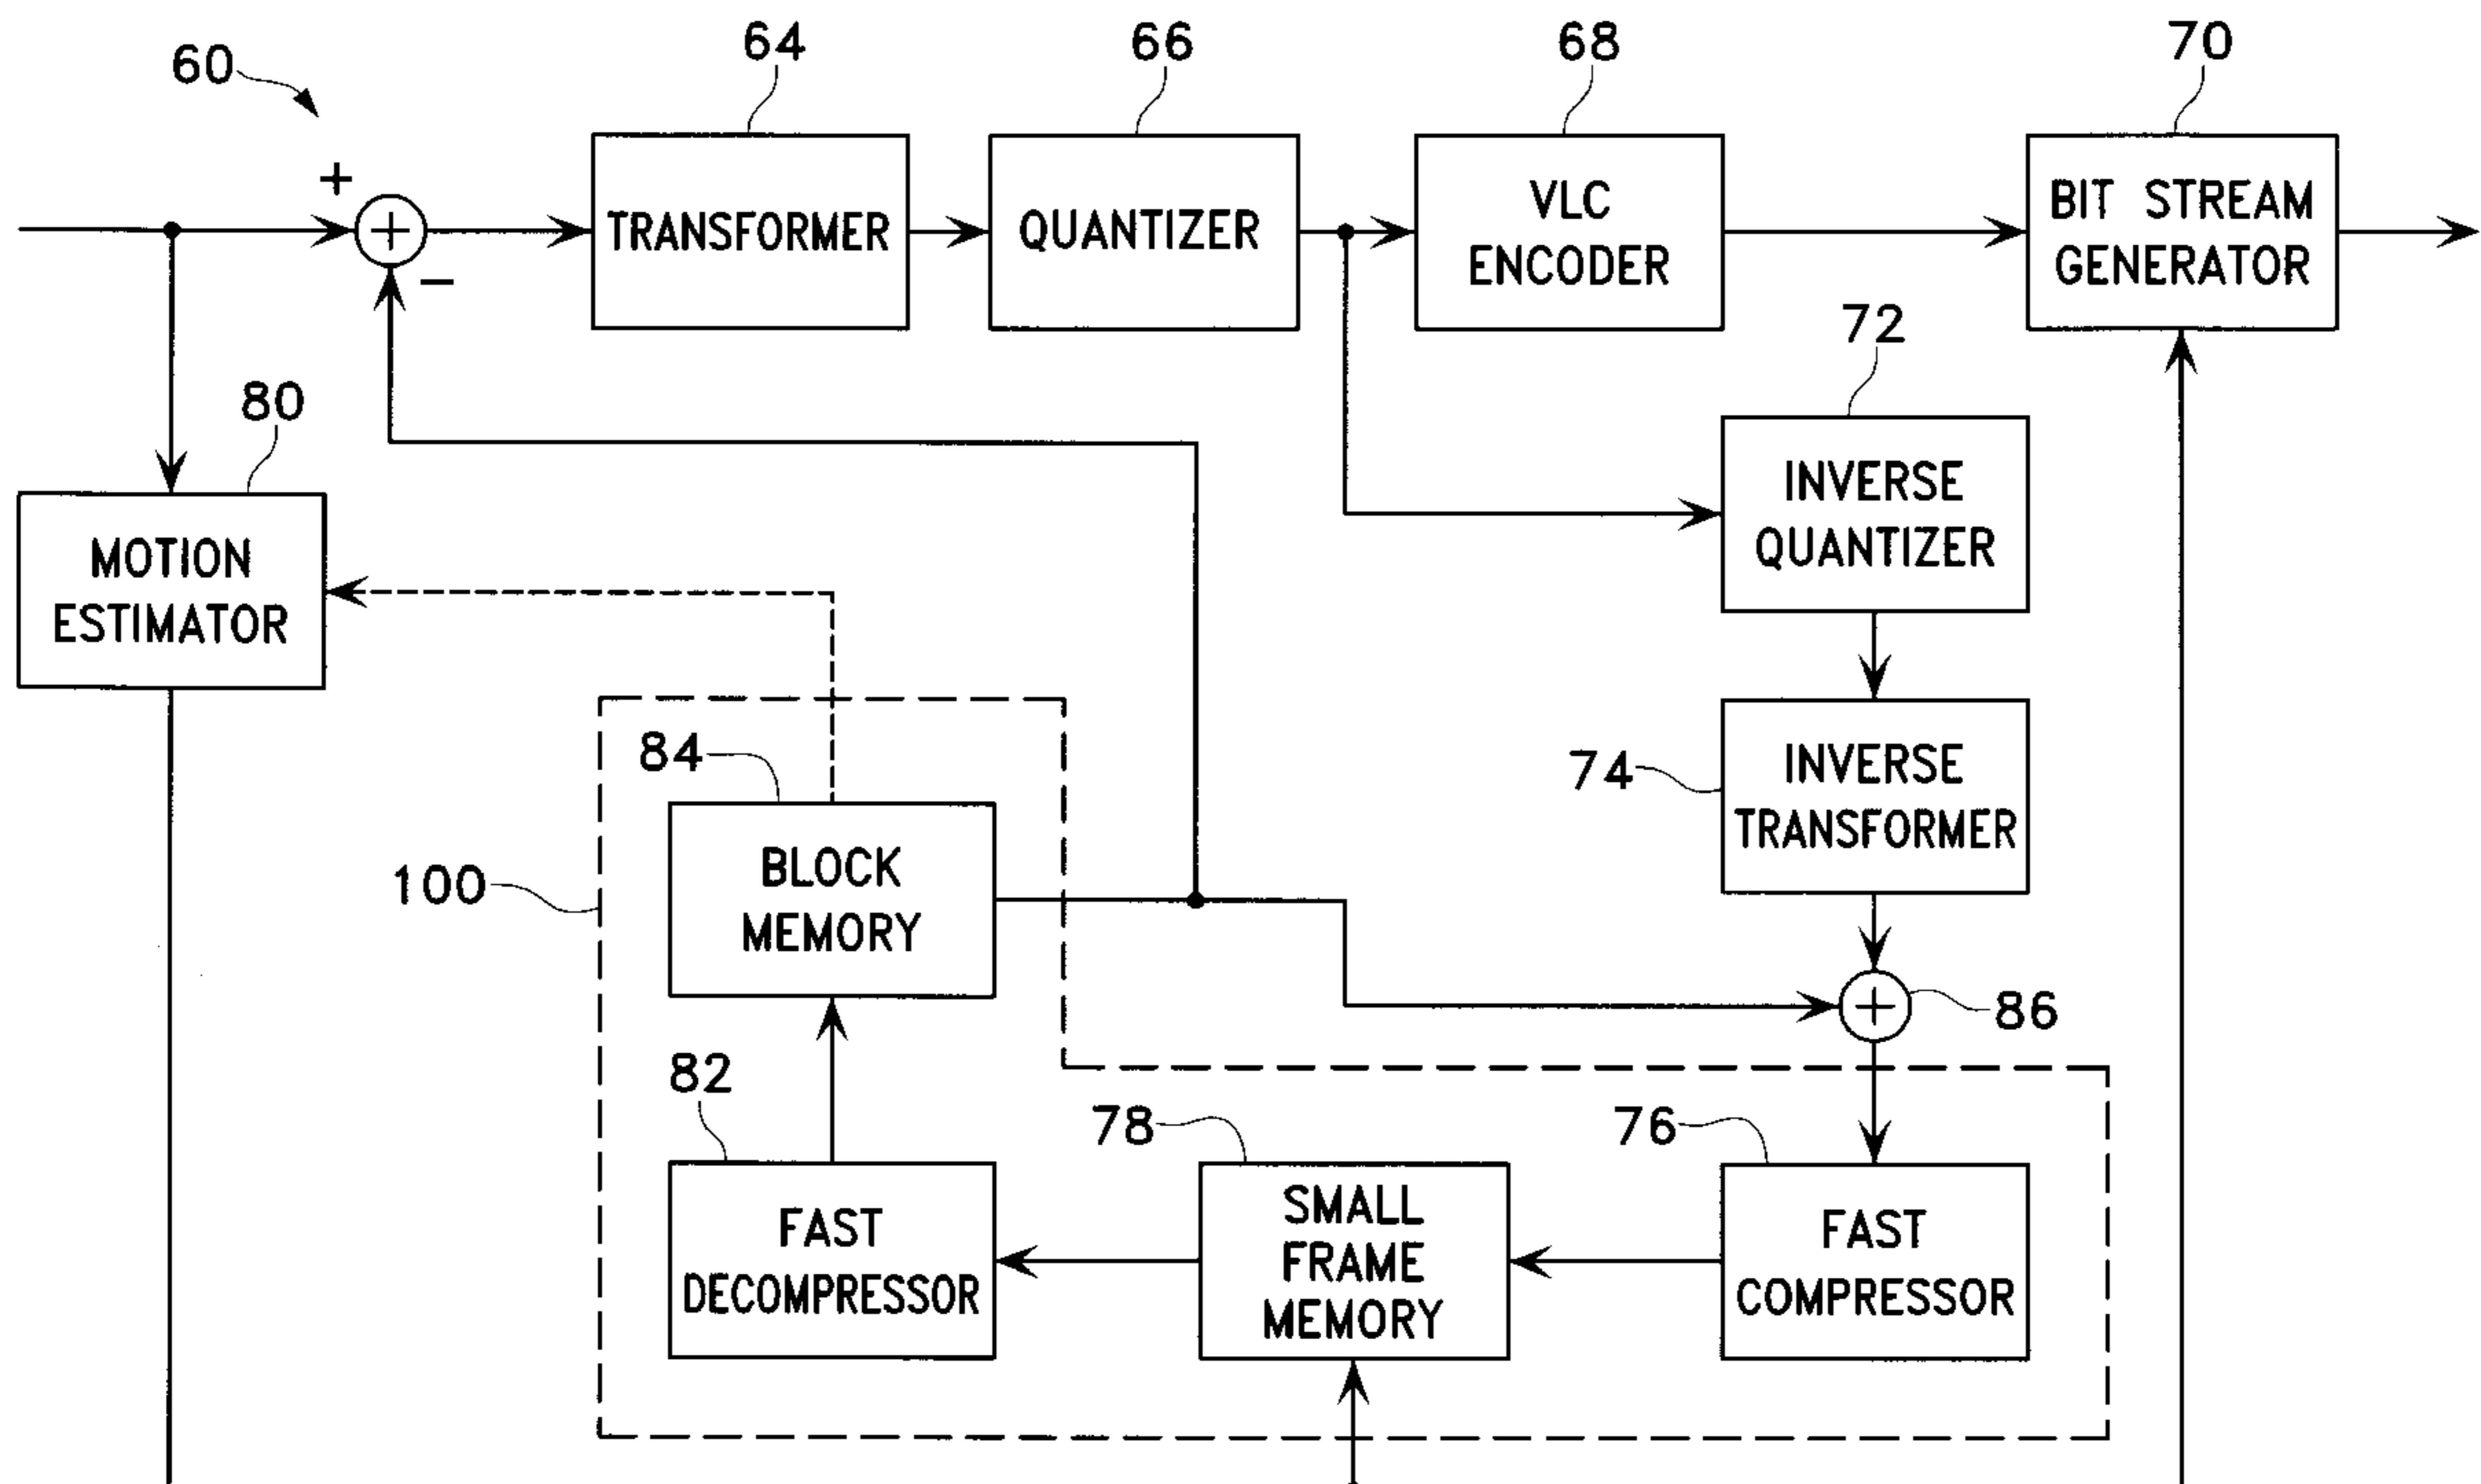 60
64
66
68
70
+
+
−
TRANSFORMER
QUANTIZER
VLC
ENCODER
BIT STREAM
GENERATOR
72
80
INVERSE
QUANTIZER
MOTION
ESTIMATOR
84
74
INVERSE
TRANSFORMER
100
BLOCK
MEMORY
+
86
82
78
76
FAST
DECOMPRESSOR
SMALL
FRAME
MEMORY
FAST
COMPRESSOR